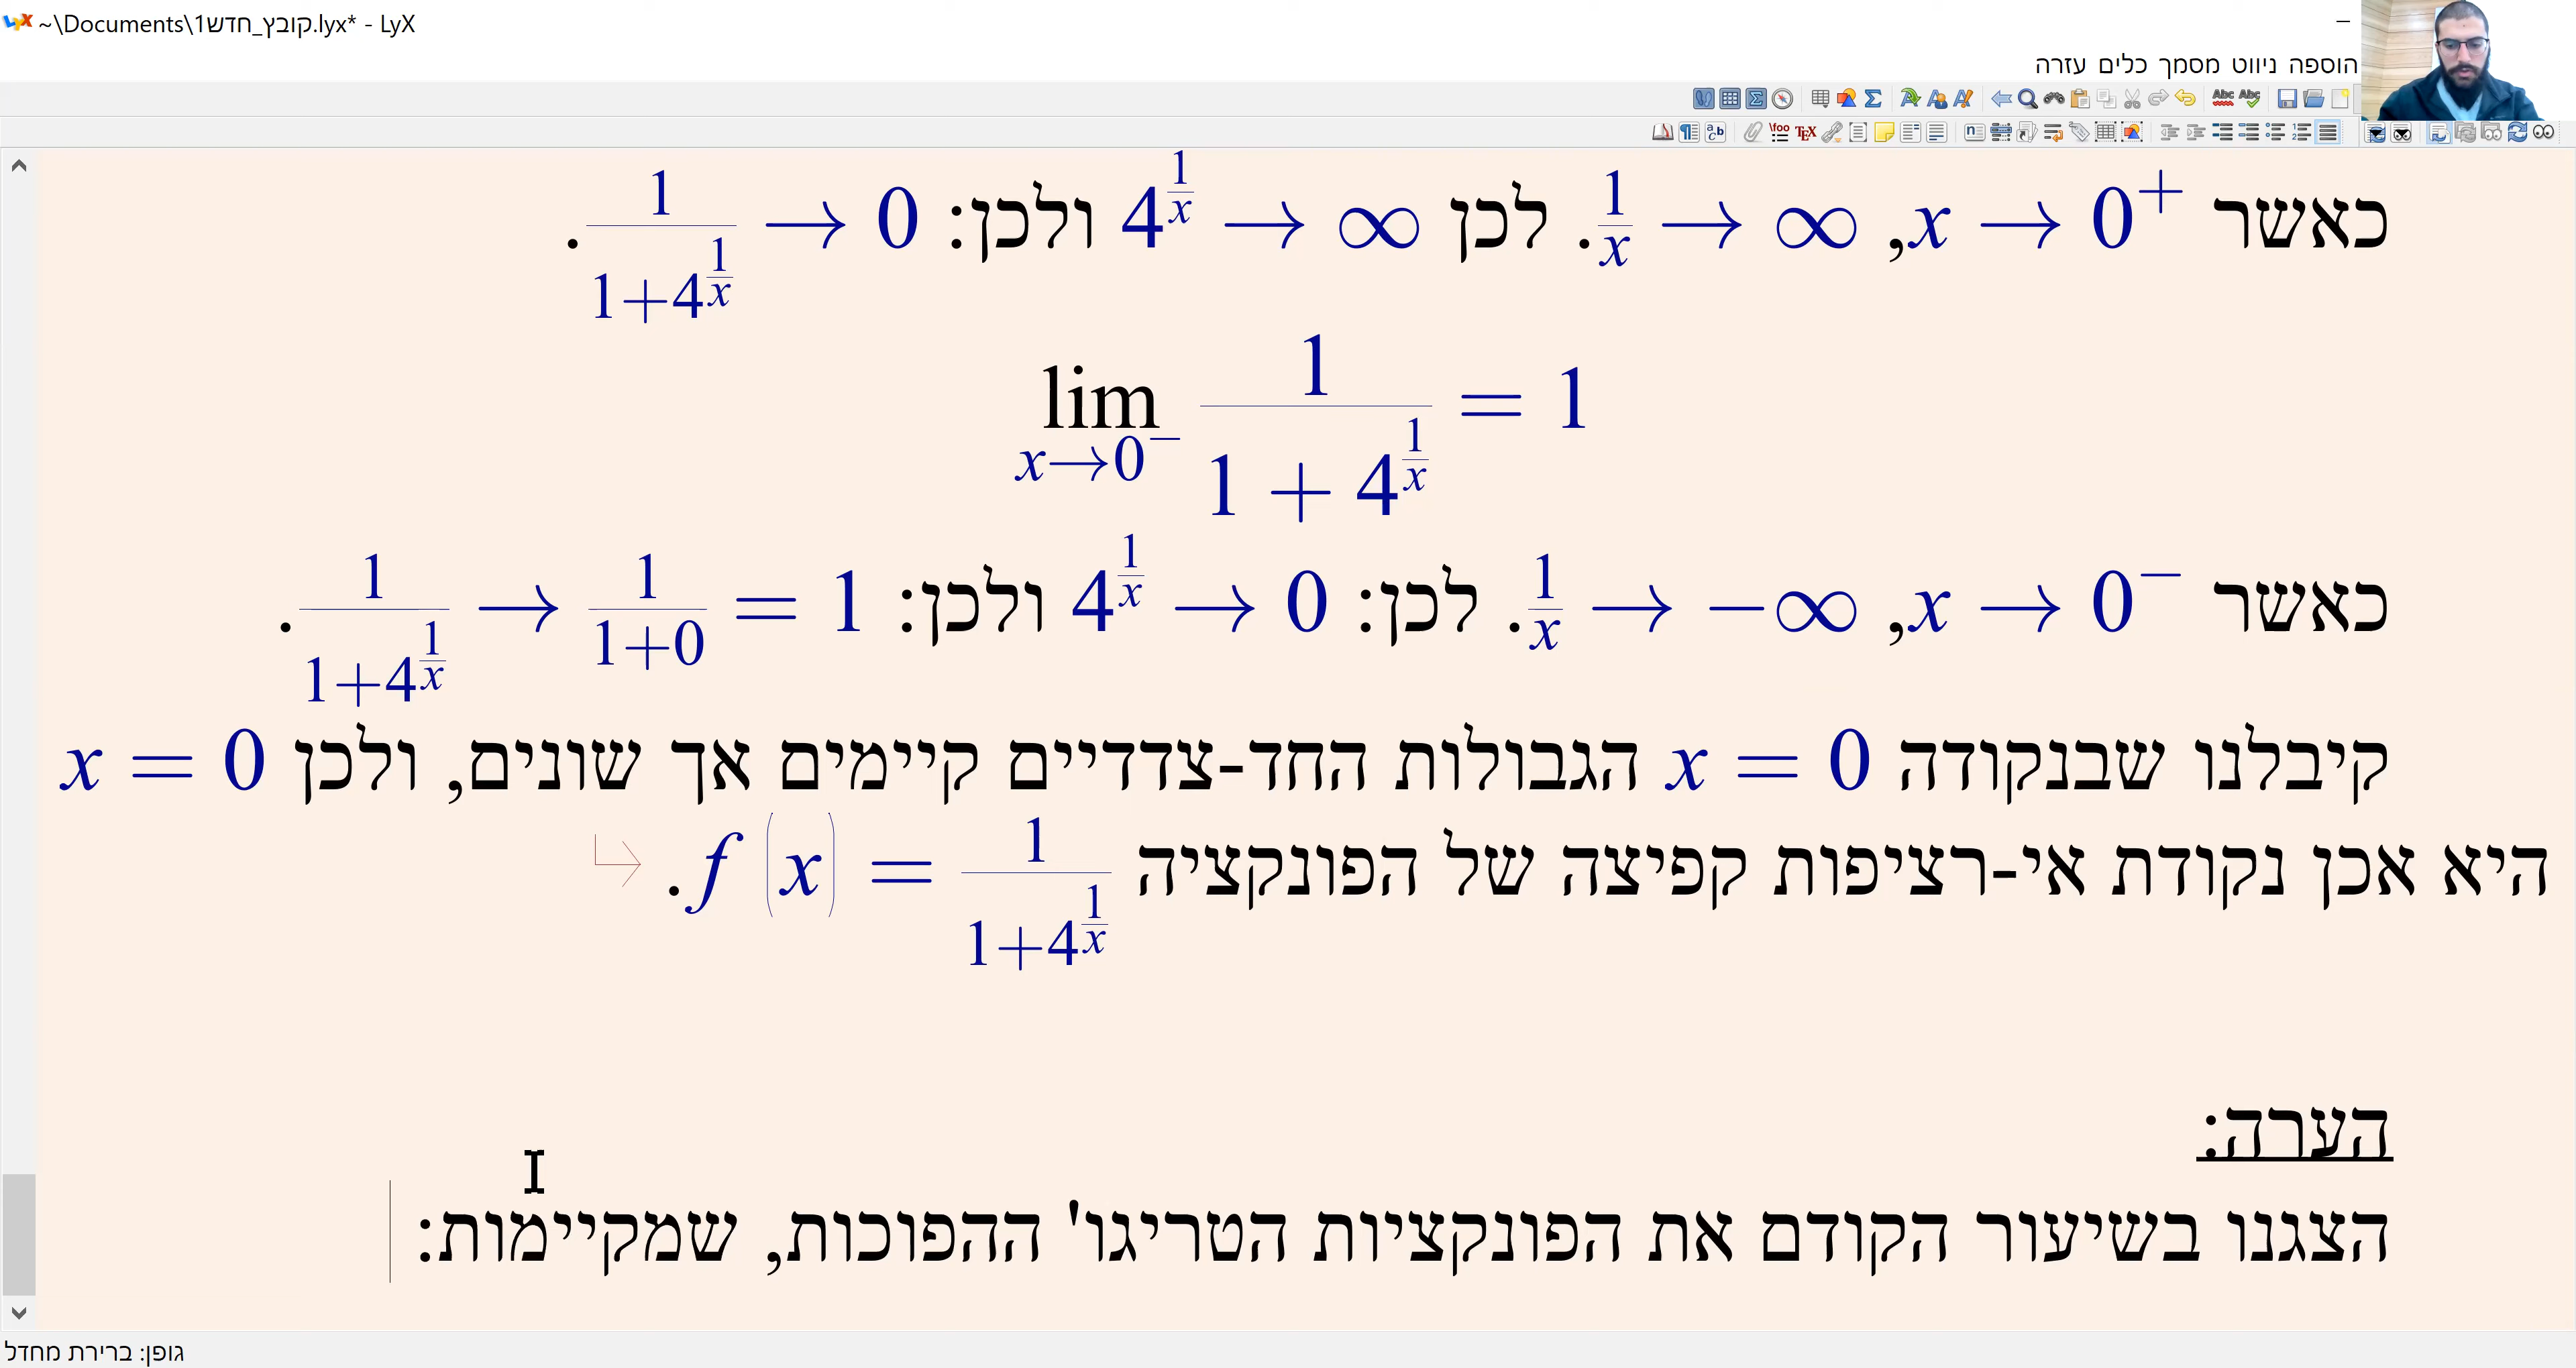 ~\Documents\קובץ_חדש1.lyx* - LyX
הוספה ניווט מסמך כלים עזרה
כאשר x → 0⁺, 1/x → ∞. לכן 4^(1/x) → ∞ ולכן: 1/(1+4^(1/x)) → 0.
lim x→0⁻ 1/(1 + 4^(1/x)) = 1
כאשר x → 0⁻, 1/x → −∞. לכן: 4^(1/x) → 0 ולכן: 1/(1+4^(1/x)) → 1/(1+0) = 1.
קיבלנו שבנקודה x = 0 הגבולות החד-צדדיים קיימים אך שונים, ולכן x = 0
היא אכן נקודת אי-רציפות קפיצה של הפונקציה f(x) = 1/(1+4^(1/x)).
הערה:
הצגנו בשיעור הקודם את הפונקציות הטריגו' ההפוכות, שמקיימות:
גופן: ברירת מחדל